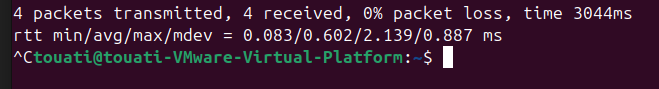 4 packets transmitted, 4 received, 0% packet loss, time 3044ms
rtt min/avg/max/mdev = 0.083/0.602/2.139/0.887 ms
^Ctouati@touati-VMware-Virtual-Platform:~$